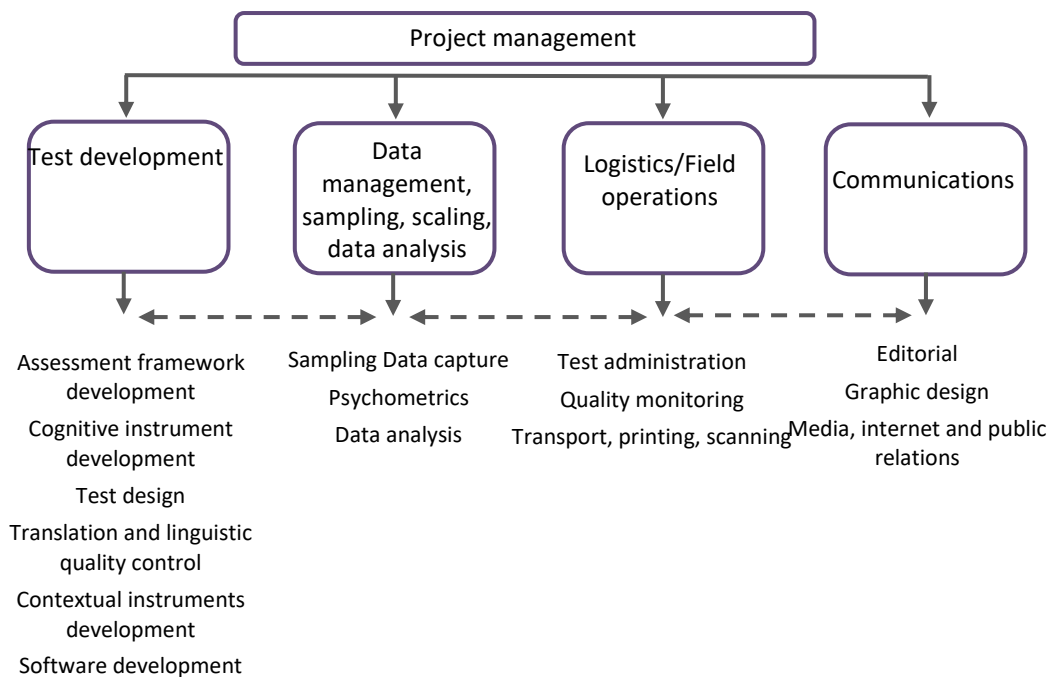 Project management
Test development
Data
management,
sampling, scaling,
data analysis
Logistics/Field
operations
Communications
Assessment framework
development
Cognitive instrument
development
Test design
Translation and linguistic
quality control
Contextual instruments
development
Software development
Sampling Data capture
Psychometrics
Data analysis
Test administration
Quality monitoring
Transport, printing, scanning
Editorial
Graphic design
Media, internet and public
relations